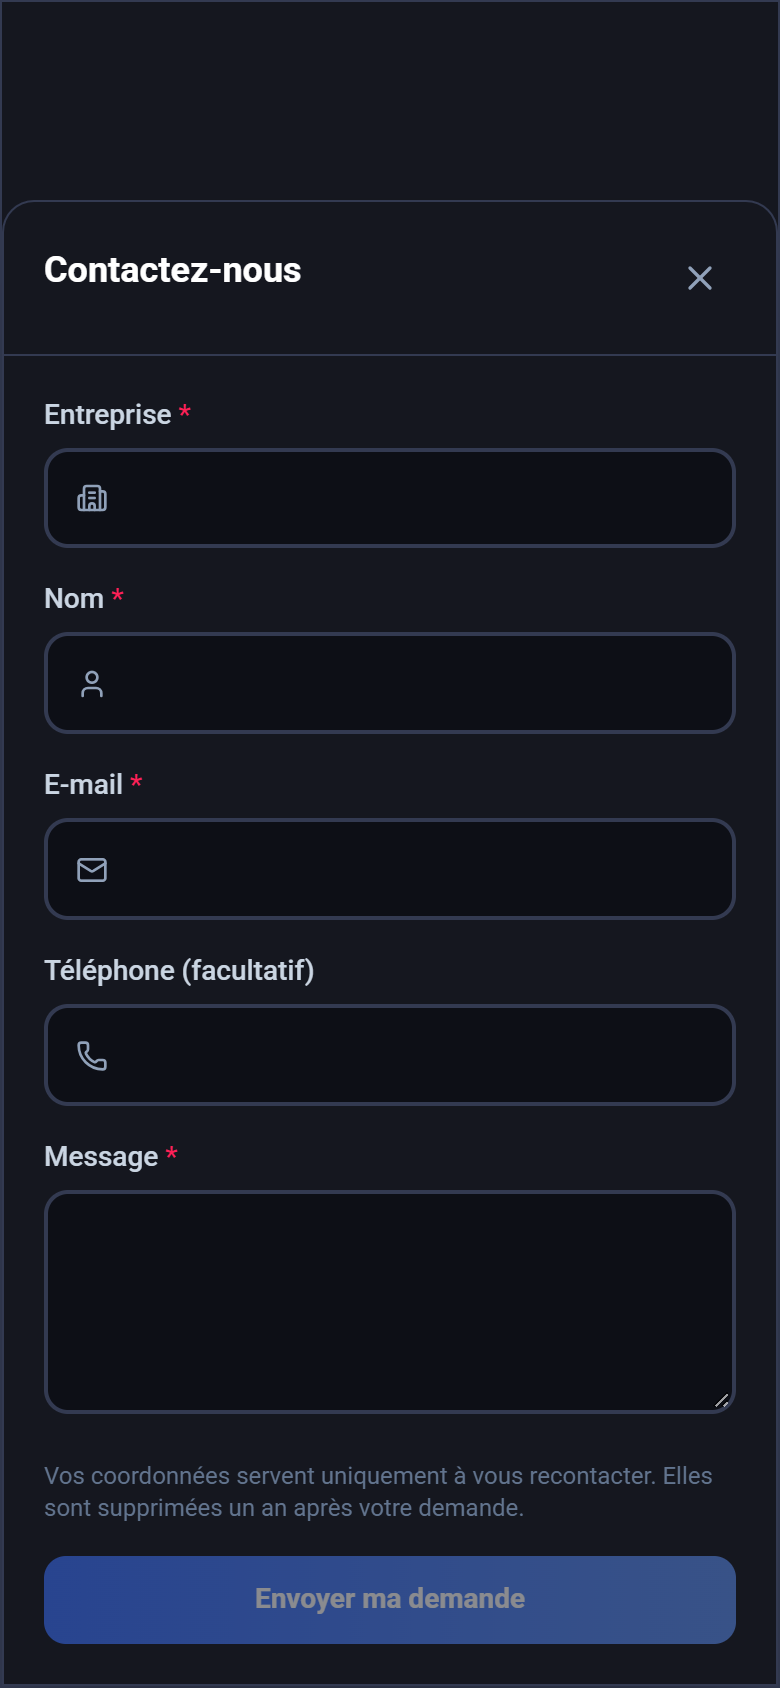 Contactez-nous
Entreprise *
Nom *
E-mail *
Téléphone (facultatif)
Message *
Vos coordonnées servent uniquement à vous recontacter. Elles
sont supprimées un an après votre demande.
Envoyer ma demande